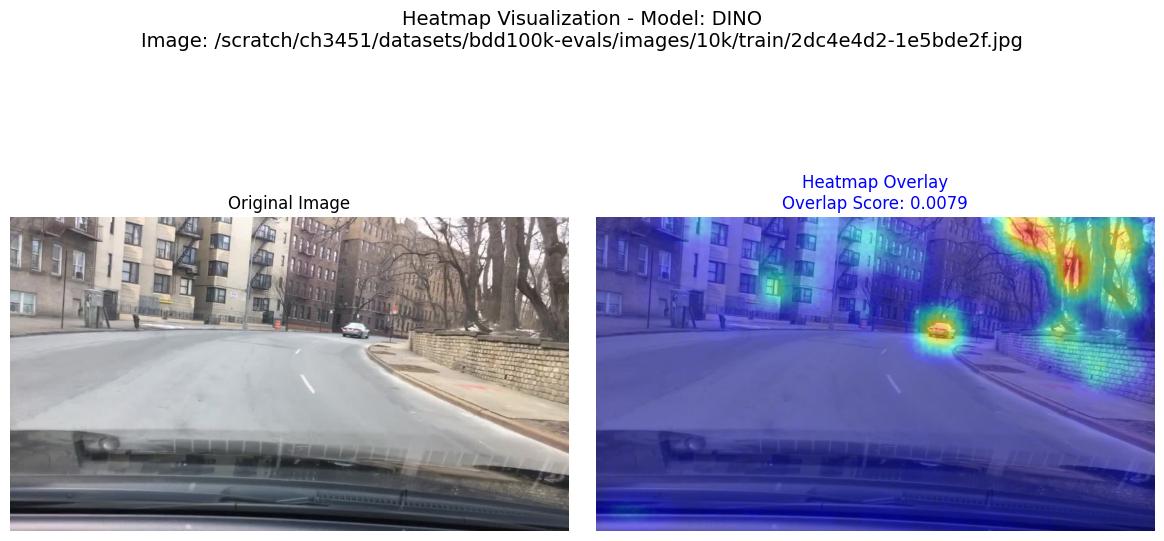 Heatmap Visualization - Model: DINO
Image: /scratch/ch3451/datasets/bdd100k-evals/images/10k/train/2dc4e4d2-1e5bde2f.jpg
Original Image
Heatmap Overlay
Overlap Score: 0.0079